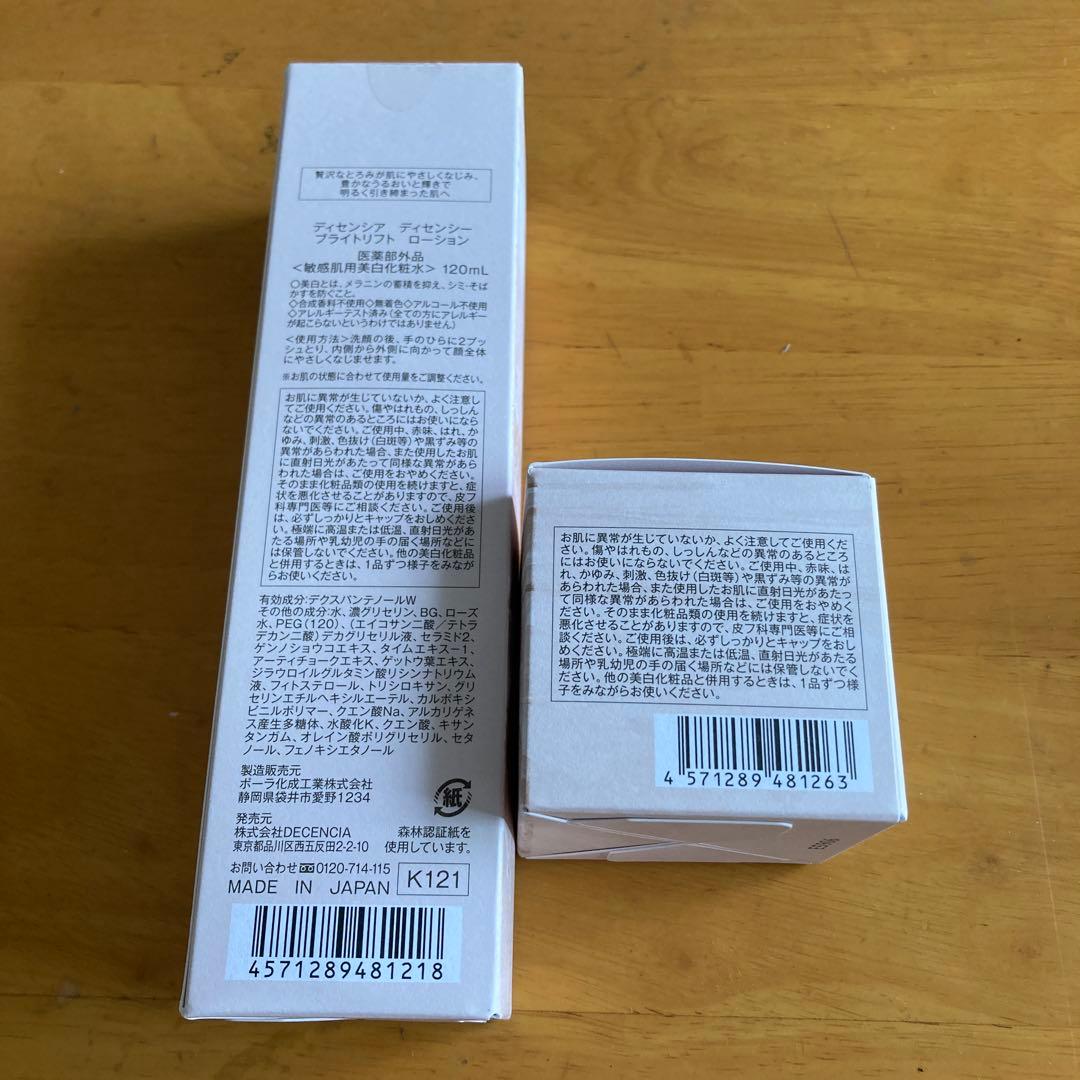 贅沢なとろみが肌にやさしくなじみ、
豊かなうるおいと輝きで
明るく引き締まった肌へ
ディセンシア　ディセンシー
ブライトリフト　ローション
医薬部外品
＜敏感肌用美白化粧水＞ 120mL
○美白とは、メラニンの蓄積を抑え、シミ・そば
かすを防ぐこと。
◇合成香料不使用◇無着色◇アルコール不使用
◇アレルギーテスト済み(全ての方にアレルギー
が起こらないというわけではありません)
＜使用方法＞洗顔の後、手のひらに2プッ
シュとり、内側から外側に向かって顔全体
にやさしくなじませます。
※お肌の状態に合わせて使用量をご調整ください。
お肌に異常が生じていないか、よく注意し
てご使用ください。傷やはれもの、しっしん
などの異常のあるところにはお使いになら
ないでください。ご使用中、赤味、はれ、か
ゆみ、刺激、色抜け(白斑等)や黒ずみ等の
異常があらわれた場合、また使用したお肌
に直射日光があたって同様な異常があら
われた場合は、ご使用をおやめください。
そのまま化粧品類の使用を続けますと、症
状を悪化させることがありますので、皮フ
科専門医等にご相談ください。ご使用後
は、必ずしっかりとキャップをおしめくださ
い。極端に高温または低温、直射日光があ
たる場所や乳幼児の手の届く場所などに
は保管しないでください。他の美白化粧品
と併用するときは、1品ずつ様子をみなが
らお使いください。
有効成分:デクスパンテノールW
その他の成分:水、濃グリセリン、BG、ローズ
水、PEG(120)、(エイコサン二酸／テトラ
デカン二酸)デカグリセリル液、セラミド2、
ゲンノショウコエキス、タイムエキス-1、
アーティチョークエキス、ゲットウ葉エキス、
ジラウロイルグルタミン酸リシンナトリウム
液、フィトステロール、トリシロキサン、グリ
セリンエチルヘキシルエーテル、カルボキシ
ビニルポリマー、クエン酸Na、アルカリゲネ
ス産生多糖体、水酸化K、クエン酸、キサン
タンガム、オレイン酸ポリグリセリル、セタ
ノール、フェノキシエタノール
製造販売元
ポーラ化成工業株式会社
静岡県袋井市愛野1234
紙
発売元
株式会社DECENCIA
東京都品川区西五反田2-2-10
森林認証紙を
使用しています。
お問い合わせ 0120-714-115
MADE IN JAPAN K121
4571289481218
お肌に異常が生じていないか、よく注意してご使用くだ
さい。傷やはれもの、しっしんなどの異常のあるところ
にはお使いにならないでください。ご使用中、赤味、は
れ、かゆみ、刺激、色抜け(白斑等)や黒ずみ等の異常が
あらわれた場合、また使用したお肌に直射日光があたっ
て同様な異常があらわれた場合は、ご使用をおやめくだ
さい。そのまま化粧品類の使用を続けますと、症状を
悪化させることがありますので、皮フ科専門医等にご相
談ください。ご使用後は、必ずしっかりとキャップをおし
めください。極端に高温または低温、直射日光があたる
場所や乳幼児の手の届く場所などには保管しないでくだ
さい。他の美白化粧品と併用するときは、1品ずつ様
子をみながらお使いください。
4 571289 481263